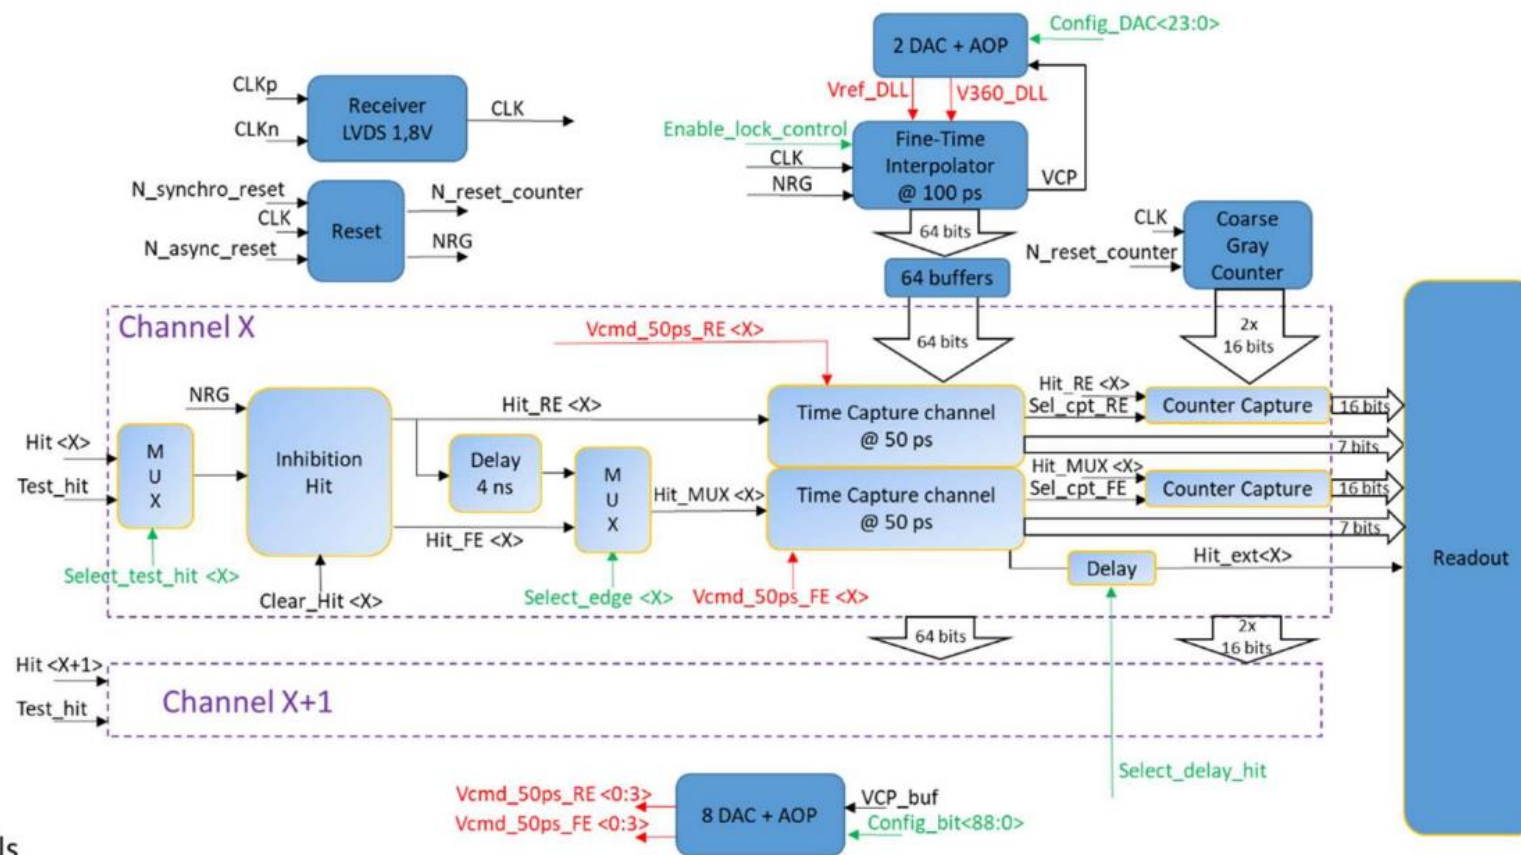 2 DAC + AOP
Config_DAC<23:0>
CLKp
CLKn
Receiver
LVDS 1,8V
CLK
Vref_DLL
V360_DLL
Enable_lock_control
CLK
NRG
Fine-Time
Interpolator
@ 100 ps
VCP
N_synchro_reset
CLK
N_async_reset
Reset
N_reset_counter
NRG
64 bits
64 buffers
CLK
N_reset_counter
Coarse
Gray
Counter
Channel X
Vcmd_50ps_RE <X>
64 bits
2x
16 bits
NRG
Hit <X>
Test_hit
M
U
X
Select_test_hit <X>
Inhibition
Hit
Clear_Hit <X>
Hit_RE <X>
Delay
4 ns
Hit_FE <X>
M
U
X
Select_edge <X>
Hit_MUX <X>
Time Capture channel
@ 50 ps
Time Capture channel
@ 50 ps
Vcmd_50ps_FE <X>
Hit_RE <X>
Sel_cpt_RE
Counter Capture
16 bits
7 bits
Hit_MUX <X>
Sel_cpt_FE
Counter Capture
16 bits
7 bits
Delay
Hit_ext<X>
Readout
64 bits
2x
16 bits
Hit <X+1>
Test_hit
Channel X+1
Select_delay_hit
Vcmd_50ps_RE <0:3>
Vcmd_50ps_FE <0:3>
8 DAC + AOP
VCP_buf
Config_bit<88:0>